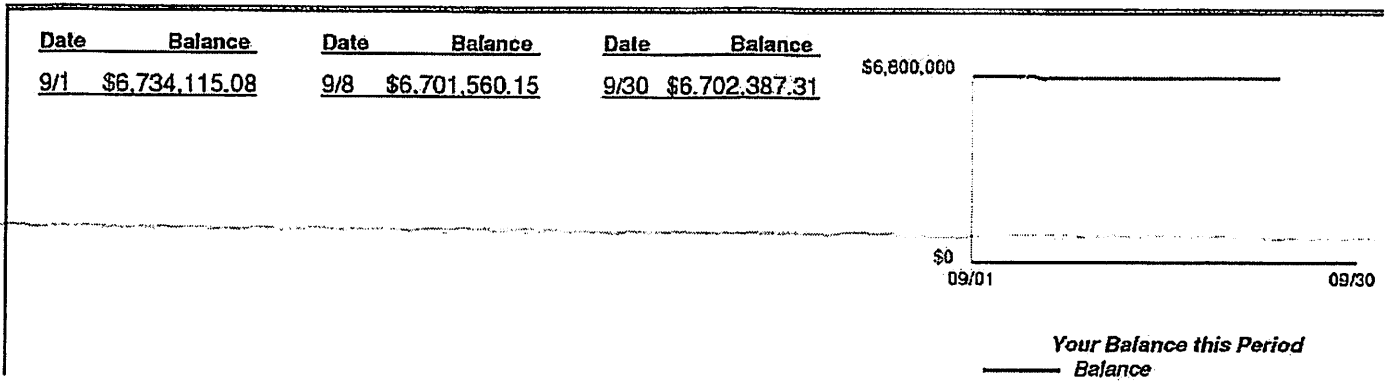 Date Balance Date Balance Date Balance
9/1 $6,734,115.08 9/8 $6,701,560.15 9/30 $6.702,387.31
$6,800,000
$0
09/01 09/30
Your Balance this Period
Balance